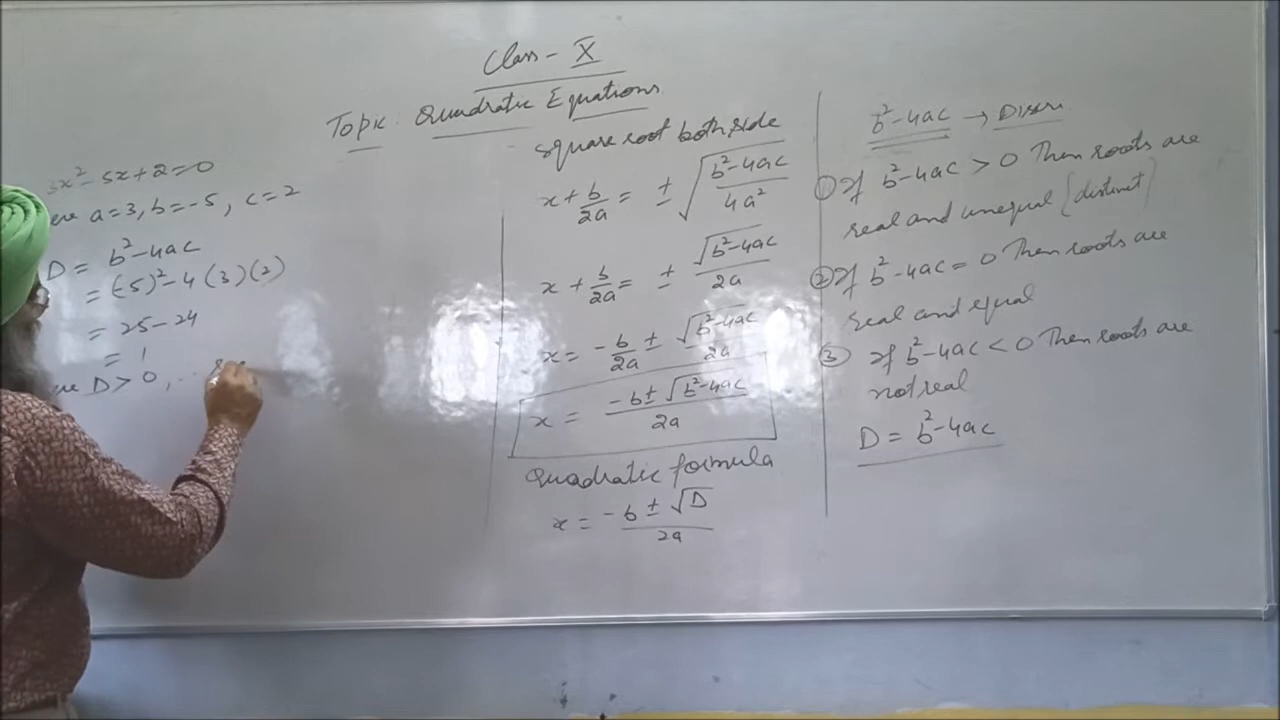 Class - X
Topic Quadratic Equations
3x² - 5x + 2 = 0
a = 3, b = -5, c = 2
D = b² - 4ac
= (-5)² - 4 (3) (2)
= 25 - 24
= 1
D > 0, ..
square root both side
x + b/2a = ± √(b² - 4ac / 4a²)
x + b/2a = ± √(b² - 4ac) / 2a
x = -b/2a ± √(b² - 4ac) / 2a
x = -b ± √(b² - 4ac) / 2a
Quadratic formula
x = -b ± √D / 2a
b² - 4ac → Discri.
① If b² - 4ac > 0 Then roots are
real and unequal (distinct)
② If b² - 4ac = 0 Then roots are
real and equal
③ If b² - 4ac < 0 Then roots are
not real
D = b² - 4ac